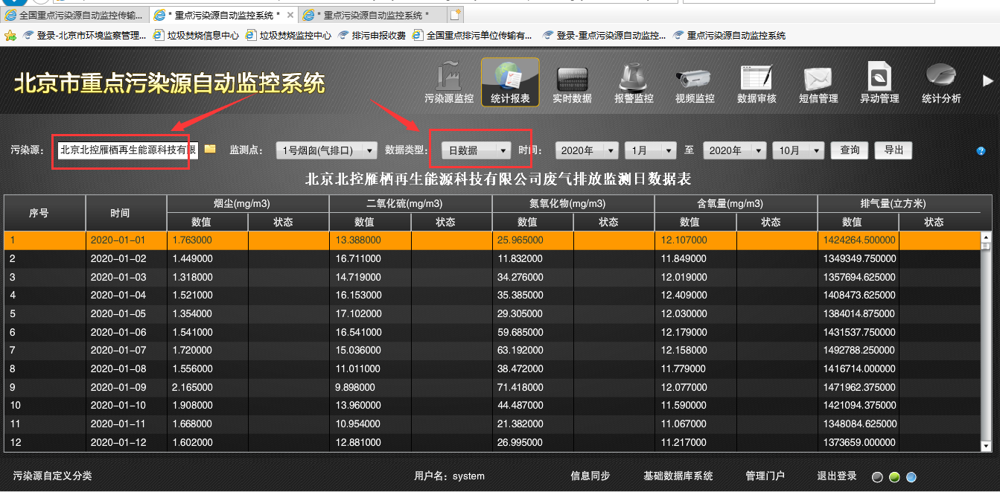 全国重点污染源自动监控传输... * 重点污染源自动监控系统 * * 重点污染源自动监控系统 *
登录-北京市环境监察管理... 垃圾焚烧信息中心 垃圾焚烧监控中心 排污申报收费 全国重点排污单位传输有... 登录-重点污染源自动监控... 重点污染源自动监控系统
北京市重点污染源自动监控系统
污染源监控 统计报表 实时数据 报警监控 视频监控 数据审核 短信管理 异动管理 统计分析
污染源: 北京北控雁栖再生能源科技有限 监测点: 1号烟囱(气排口) 数据类型: 日数据 时间: 2020年 1月 至 2020年 10月 查询 导出
北京北控雁栖再生能源科技有限公司废气排放监测日数据表
序号 时间 烟尘(mg/m3) 二氧化硫(mg/m3) 氮氧化物(mg/m3) 含氧量(mg/m3) 排气量(立方米)
数值 状态 数值 状态 数值 状态 数值 状态 数值 状态
1 2020-01-01 1.763000 13.388000 25.965000 12.107000 1424264.500000
2 2020-01-02 1.449000 16.711000 11.832000 11.849000 1349349.750000
3 2020-01-03 1.318000 14.719000 34.276000 12.019000 1357694.625000
4 2020-01-04 1.521000 16.153000 35.385000 12.409000 1408473.625000
5 2020-01-05 1.354000 17.102000 29.305000 12.030000 1384014.875000
6 2020-01-06 1.541000 16.541000 59.685000 12.179000 1431537.750000
7 2020-01-07 1.720000 15.036000 63.192000 12.158000 1492788.250000
8 2020-01-08 1.556000 11.011000 38.472000 11.779000 1416714.000000
9 2020-01-09 2.165000 9.898000 71.418000 12.077000 1471962.375000
10 2020-01-10 1.908000 13.960000 44.487000 11.590000 1421094.375000
11 2020-01-11 1.668000 10.954000 21.382000 11.067000 1348084.625000
12 2020-01-12 1.602000 12.881000 26.995000 11.217000 1373659.000000
污染源自定义分类 用户名: system 信息同步 基础数据库系统 管理门户 退出登录